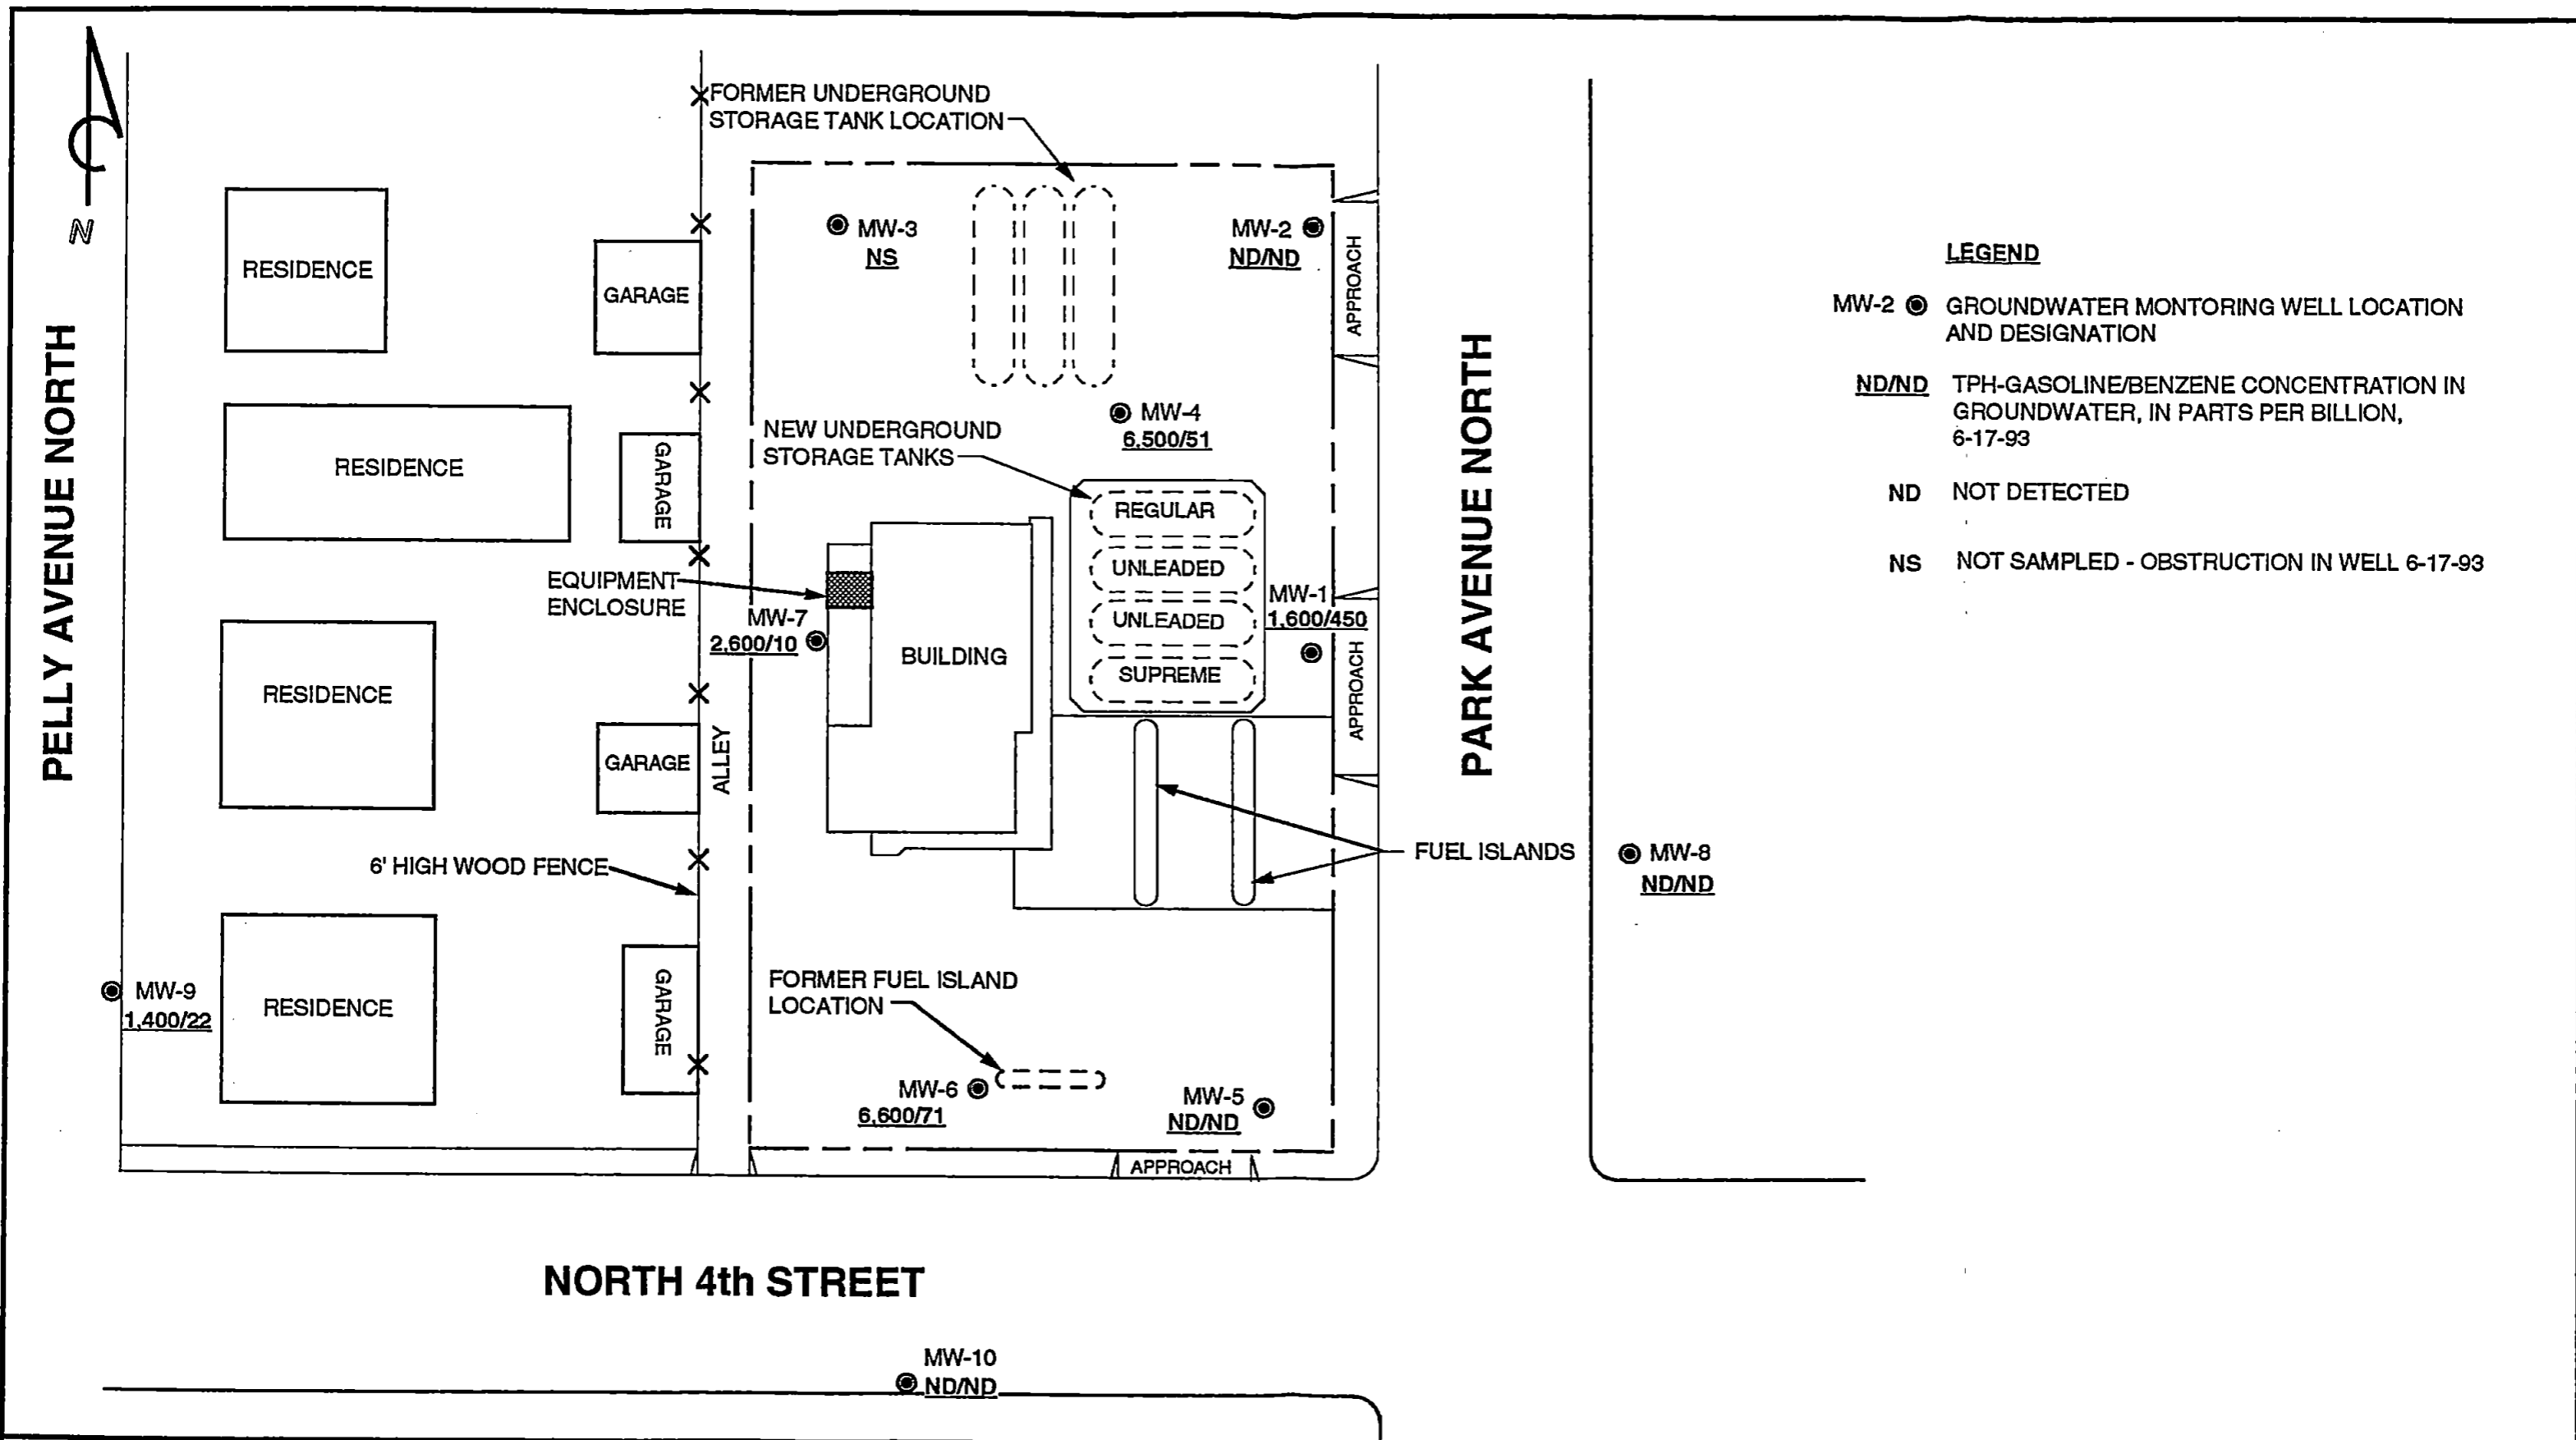 N
PELLY AVENUE NORTH
RESIDENCE
RESIDENCE
RESIDENCE
RESIDENCE
GARAGE
GARAGE
GARAGE
GARAGE
ALLEY
6' HIGH WOOD FENCE
MW-9
1,400/22
FORMER UNDERGROUND
STORAGE TANK LOCATION
MW-3
NS
MW-2
ND/ND
APPROACH
MW-4
6,500/51
NEW UNDERGROUND
STORAGE TANKS
REGULAR
UNLEADED
UNLEADED
SUPREME
EQUIPMENT
ENCLOSURE
MW-7
2,600/10
BUILDING
MW-1
1,600/450
APPROACH
PARK AVENUE NORTH
FUEL ISLANDS
MW-8
ND/ND
FORMER FUEL ISLAND
LOCATION
MW-6
6,600/71
MW-5
ND/ND
APPROACH
NORTH 4th STREET
MW-10
ND/ND
LEGEND
MW-2 GROUNDWATER MONTORING WELL LOCATION
AND DESIGNATION
ND/ND TPH-GASOLINE/BENZENE CONCENTRATION IN
GROUNDWATER, IN PARTS PER BILLION,
6-17-93
ND NOT DETECTED
NS NOT SAMPLED - OBSTRUCTION IN WELL 6-17-93